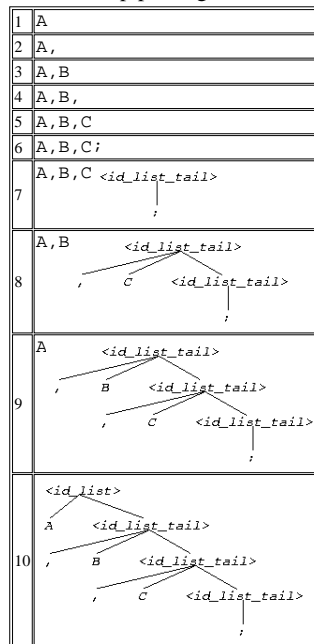 1 A
2 A,
3 A,B
4 A,B,
5 A,B,C
6 A,B,C;
7 A,B,C <id_list_tail>
;
8 A,B <id_list_tail>
, C <id_list_tail>
;
9 A <id_list_tail>
, B <id_list_tail>
, C <id_list_tail>
;
10 <id_list>
A <id_list_tail>
, B <id_list_tail>
, C <id_list_tail>
;